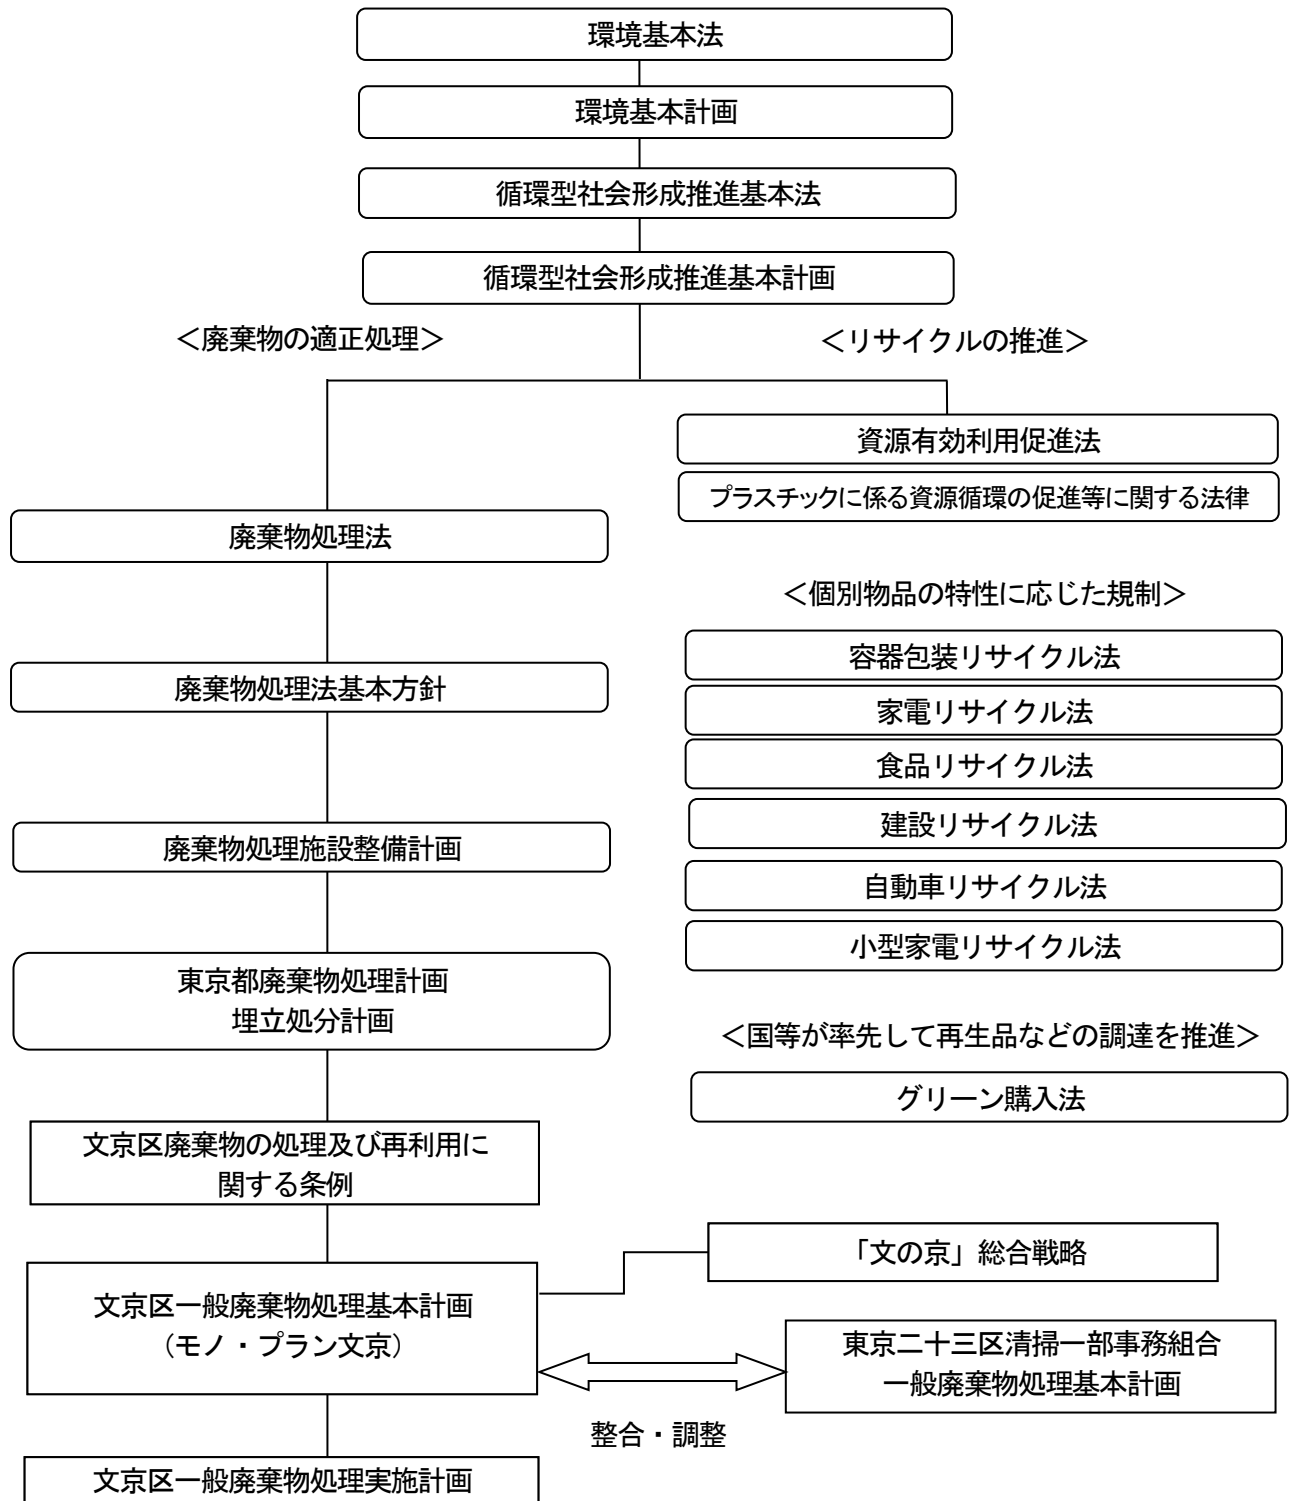 環境基本法
環境基本計画
循環型社会形成推進基本法
循環型社会形成推進基本計画
＜廃棄物の適正処理＞
＜リサイクルの推進＞
資源有効利用促進法
プラスチックに係る資源循環の促進等に関する法律
廃棄物処理法
＜個別物品の特性に応じた規制＞
容器包装リサイクル法
廃棄物処理法基本方針
家電リサイクル法
食品リサイクル法
建設リサイクル法
廃棄物処理施設整備計画
自動車リサイクル法
小型家電リサイクル法
東京都廃棄物処理計画
埋立処分計画
＜国等が率先して再生品などの調達を推進＞
グリーン購入法
文京区廃棄物の処理及び再利用に
関する条例
「文の京」総合戦略
文京区一般廃棄物処理基本計画
（モノ・プラン文京）
東京二十三区清掃一部事務組合
一般廃棄物処理基本計画
整合・調整
文京区一般廃棄物処理実施計画